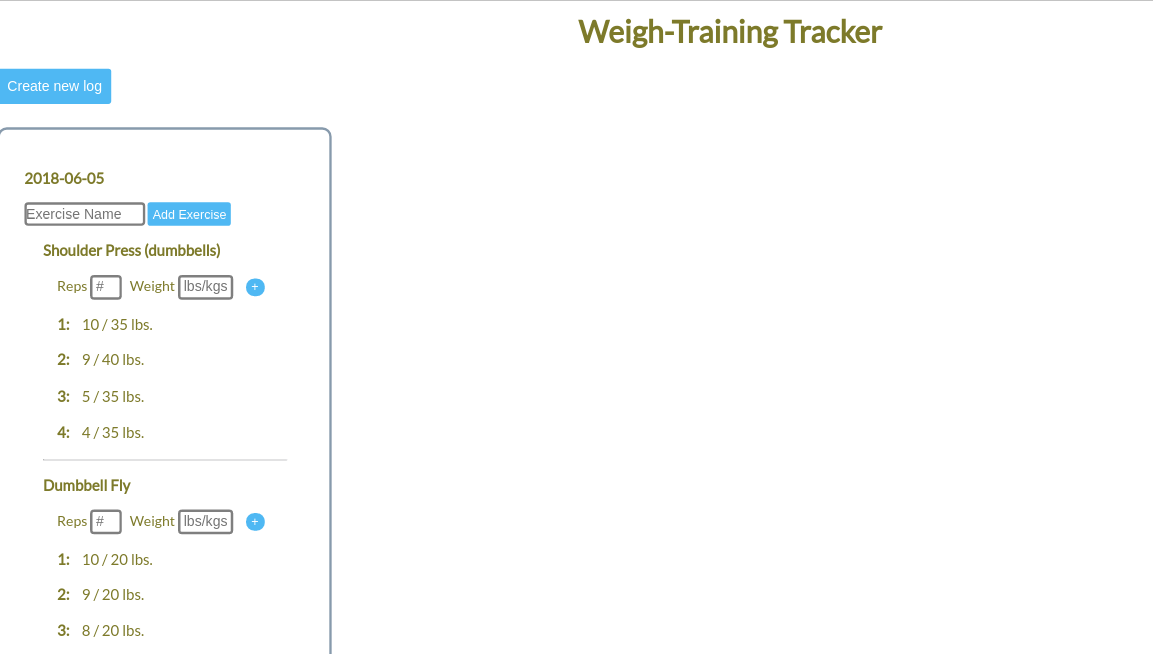 Weigh-Training Tracker
Create new log
2018-06-05
Exercise Name Add Exercise
Shoulder Press (dumbbells)
Reps # Weight lbs/kgs +
1: 10 / 35 lbs.
2: 9 / 40 lbs.
3: 5 / 35 lbs.
4: 4 / 35 lbs.
Dumbbell Fly
Reps # Weight lbs/kgs +
1: 10 / 20 lbs.
2: 9 / 20 lbs.
3: 8 / 20 lbs.